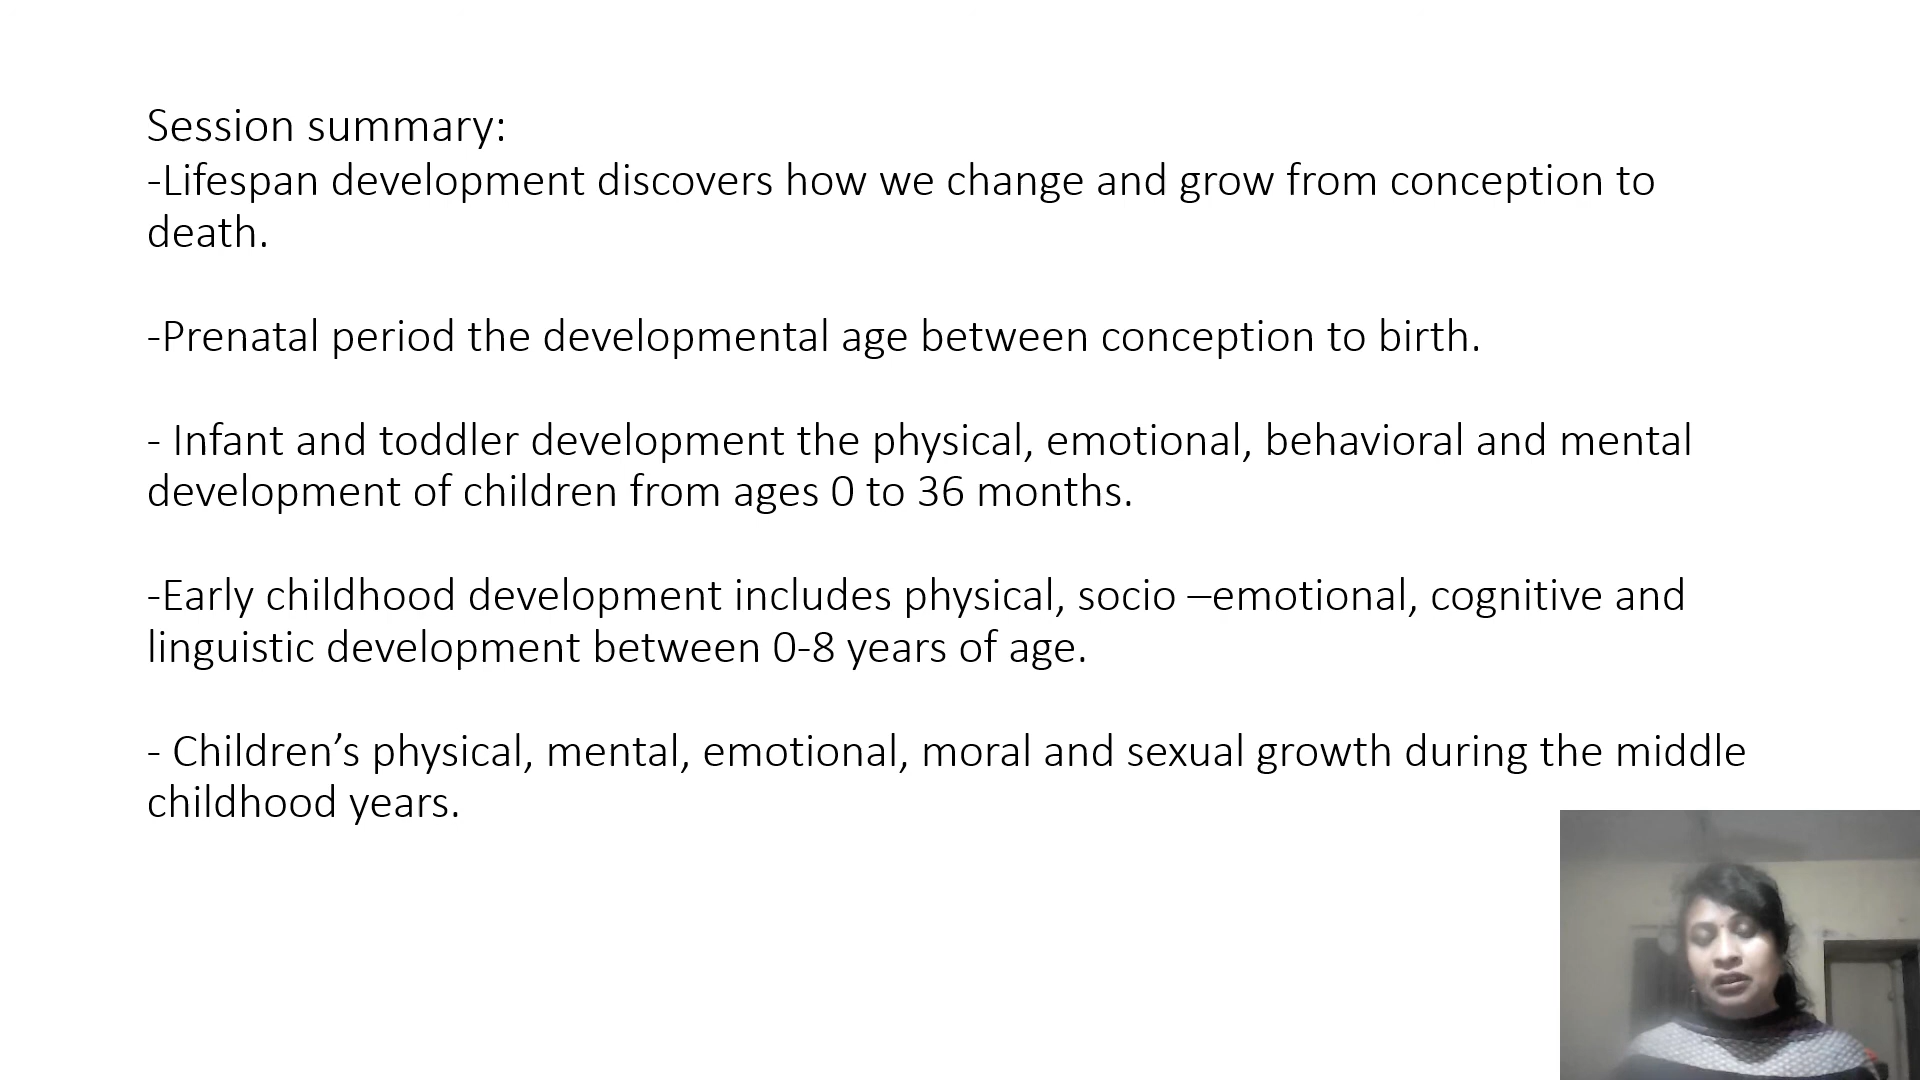 Session summary:
-Lifespan development discovers how we change and grow from conception to
death.
-Prenatal period the developmental age between conception to birth.
- Infant and toddler development the physical, emotional, behavioral and mental
development of children from ages 0 to 36 months.
-Early childhood development includes physical, socio –emotional, cognitive and
linguistic development between 0-8 years of age.
- Children’s physical, mental, emotional, moral and sexual growth during the middle
childhood years.